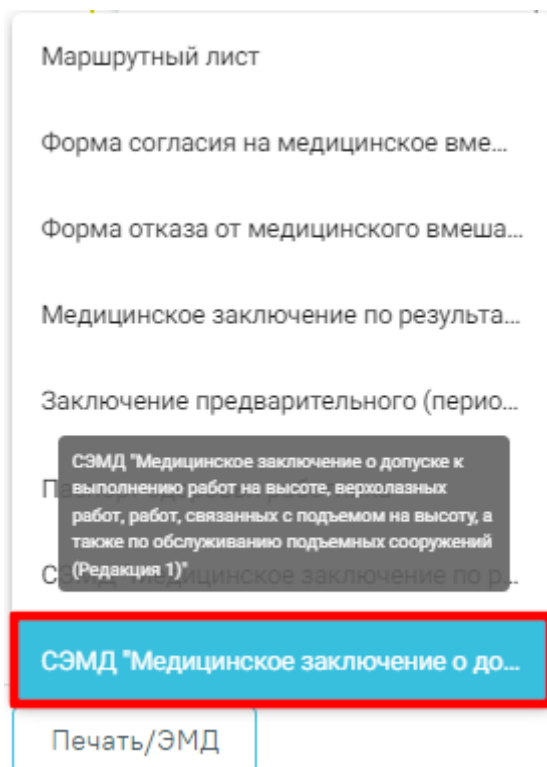 Маршрутный лист
Форма согласия на медицинское вме...
Форма отказа от медицинского вмеша...
Медицинское заключение по результа...
Заключение предварительного (перио...
СЭМД "Медицинское заключение о допуске к
выполнению работ на высоте, верхолазных
работ, работ, связанных с подъемом на высоту, а
также по обслуживанию подъемных сооружений
(Редакция 1)"
СЭМД "Медицинское заключение о до...
Печать/ЭМД